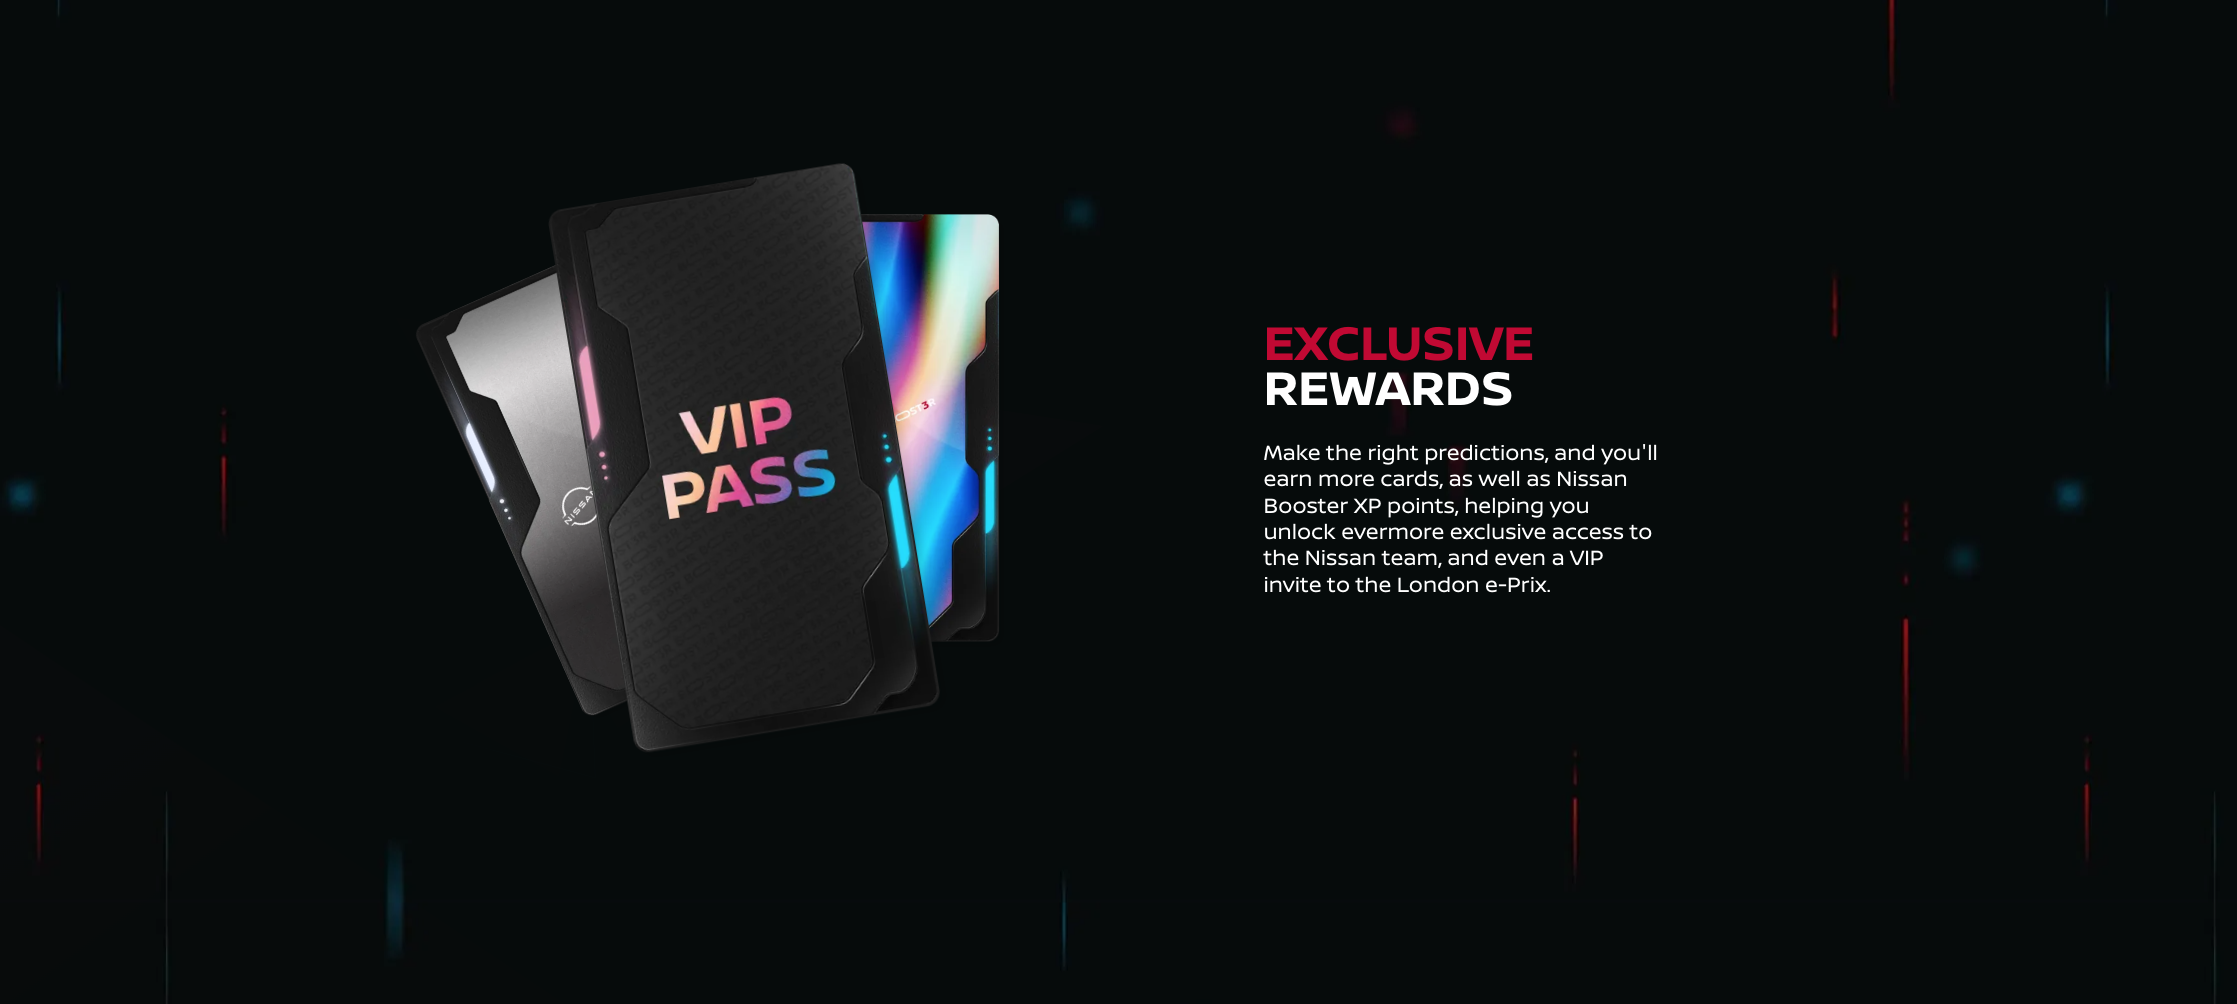 VIP
PASS
NISSAN
EXCLUSIVE
REWARDS
Make the right predictions, and you'll
earn more cards, as well as Nissan
Booster XP points, helping you
unlock evermore exclusive access to
the Nissan team, and even a VIP
invite to the London e-Prix.